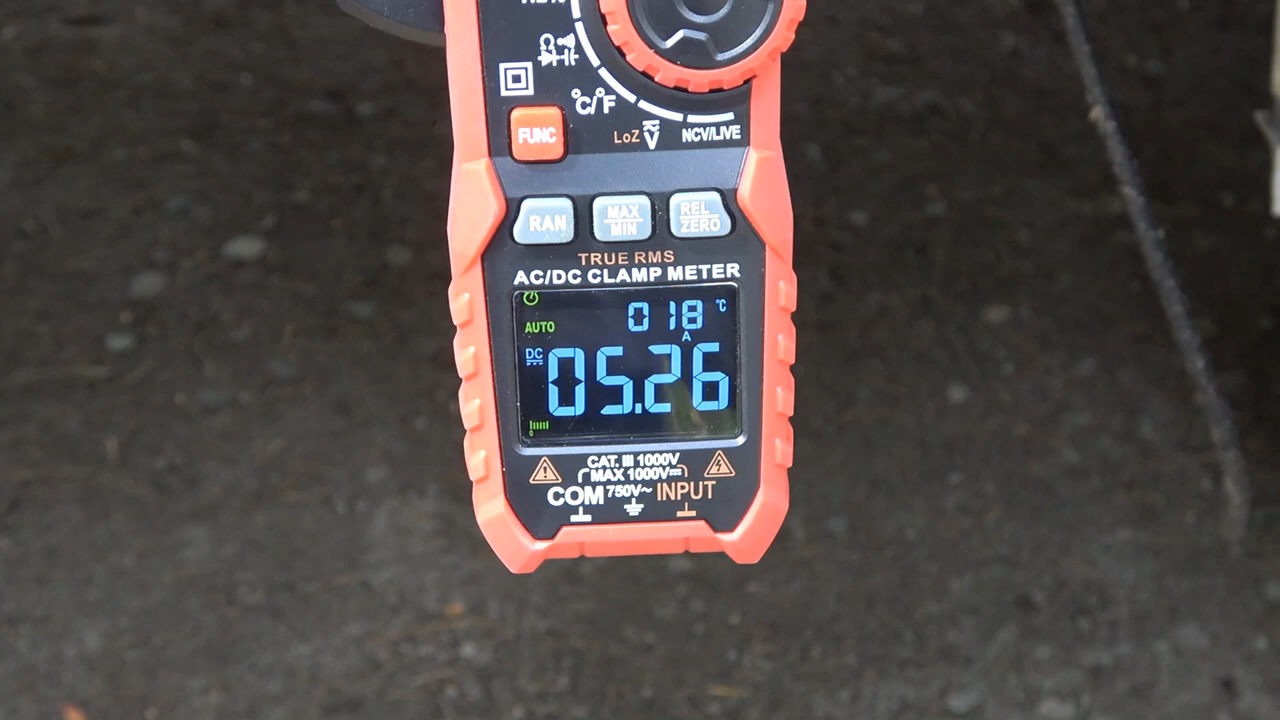 °C/°F
FUNC
LoZ V NCV/LIVE
RAN MAX/MIN REL/ZERO
TRUE RMS
AC/DC CLAMP METER
018 °C
AUTO
A
DC 05.26
0
CAT. III 1000V
MAX 1000V
COM 750V~ INPUT